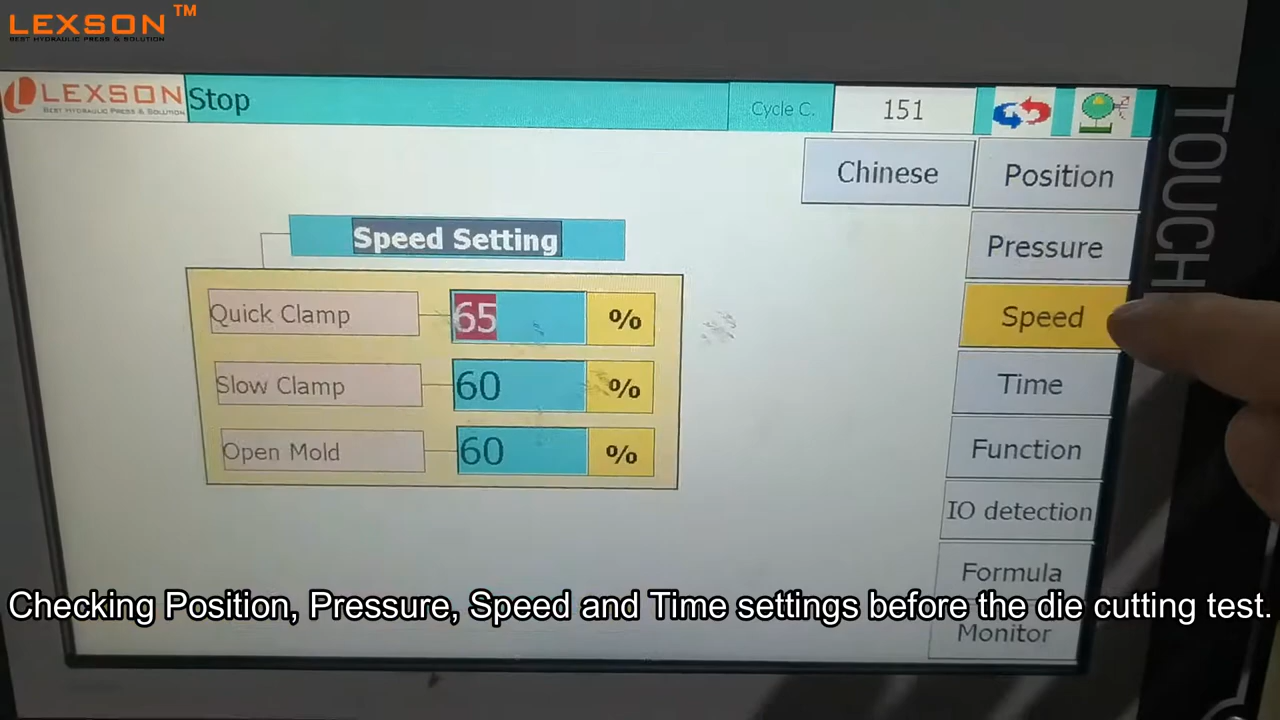 LEXSON™
BEST HYDRAULIC PRESS & SOLUTION
LEXSON
BEST HYDRAULIC PRESS & SOLUTION
Stop
Cycle C.
151
Chinese
Position
Speed Setting
Pressure
Quick Clamp
65
%
Speed
Slow Clamp
60
%
Time
Open Mold
60
%
Function
IO detection
Formula
Monitor
TOUCH
Checking Position, Pressure, Speed and Time settings before the die cutting test.